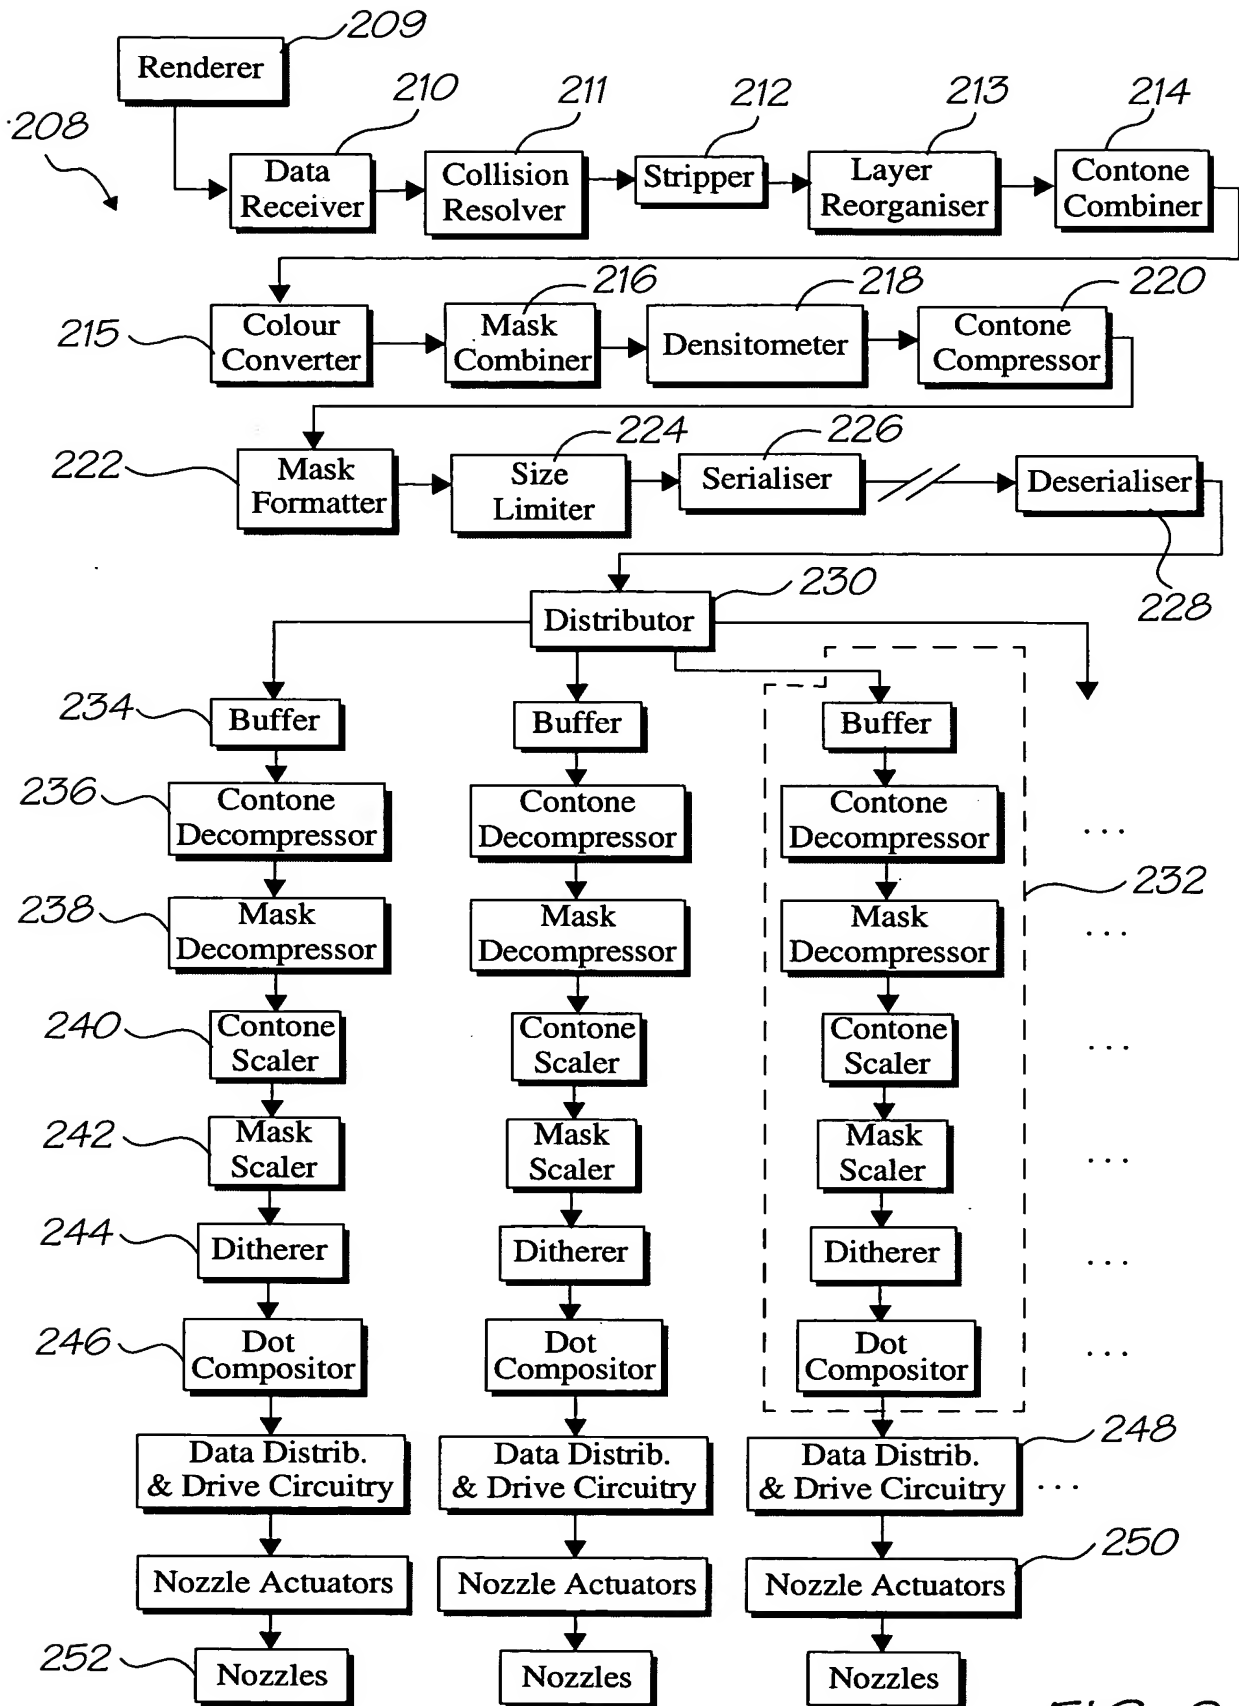 209
Renderer
208
210
211
212
213
214
Data
Receiver
Collision
Resolver
Stripper
Layer
Reorganiser
Contone
Combiner
215
216
218
220
Colour
Converter
Mask
Combiner
Densitometer
Contone
Compressor
222
224
226
Mask
Formatter
Size
Limiter
Serialiser
Deserialiser
228
230
Distributor
234
Buffer
Buffer
Buffer
236
Contone
Decompressor
Contone
Decompressor
Contone
Decompressor
...
232
238
Mask
Decompressor
Mask
Decompressor
Mask
Decompressor
...
240
Contone
Scaler
Contone
Scaler
Contone
Scaler
...
242
Mask
Scaler
Mask
Scaler
Mask
Scaler
...
244
Ditherer
Ditherer
Ditherer
...
246
Dot
Compositor
Dot
Compositor
Dot
Compositor
...
Data Distrib.
& Drive Circuitry
Data Distrib.
& Drive Circuitry
Data Distrib.
& Drive Circuitry
248
...
Nozzle Actuators
Nozzle Actuators
Nozzle Actuators
250
252
Nozzles
Nozzles
Nozzles